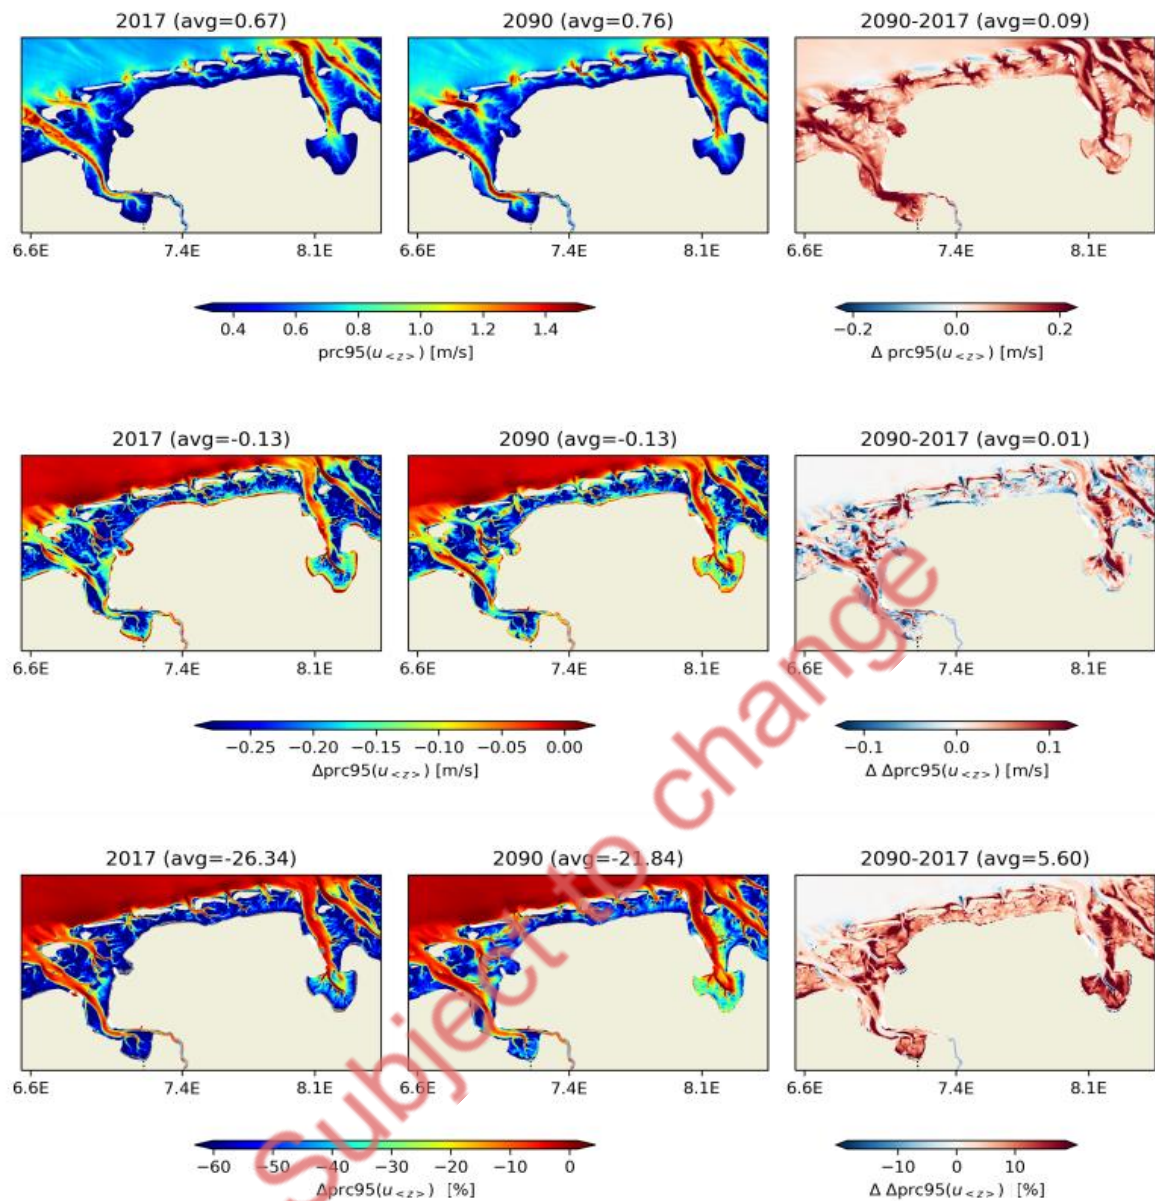 2017 (avg=0.67) 2090 (avg=0.76) 2090-2017 (avg=0.09)
6.6E 7.4E 8.1E 6.6E 7.4E 8.1E 6.6E 7.4E 8.1E
0.4 0.6 0.8 1.0 1.2 1.4 −0.2 0.0 0.2
prc95(u<z>) [m/s] Δ prc95(u<z>) [m/s]
2017 (avg=-0.13) 2090 (avg=-0.13) 2090-2017 (avg=0.01)
6.6E 7.4E 8.1E 6.6E 7.4E 8.1E 6.6E 7.4E 8.1E
−0.25 −0.20 −0.15 −0.10 −0.05 0.00 −0.1 0.0 0.1
Δprc95(u<z>) [m/s] Δ Δprc95(u<z>) [m/s]
2017 (avg=-26.34) 2090 (avg=-21.84) 2090-2017 (avg=5.60)
6.6E 7.4E 8.1E 6.6E 7.4E 8.1E 6.6E 7.4E 8.1E
−60 −50 −40 −30 −20 −10 0 −10 0 10
Δprc95(u<z>) [%] Δ Δprc95(u<z>) [%]
Subject to change